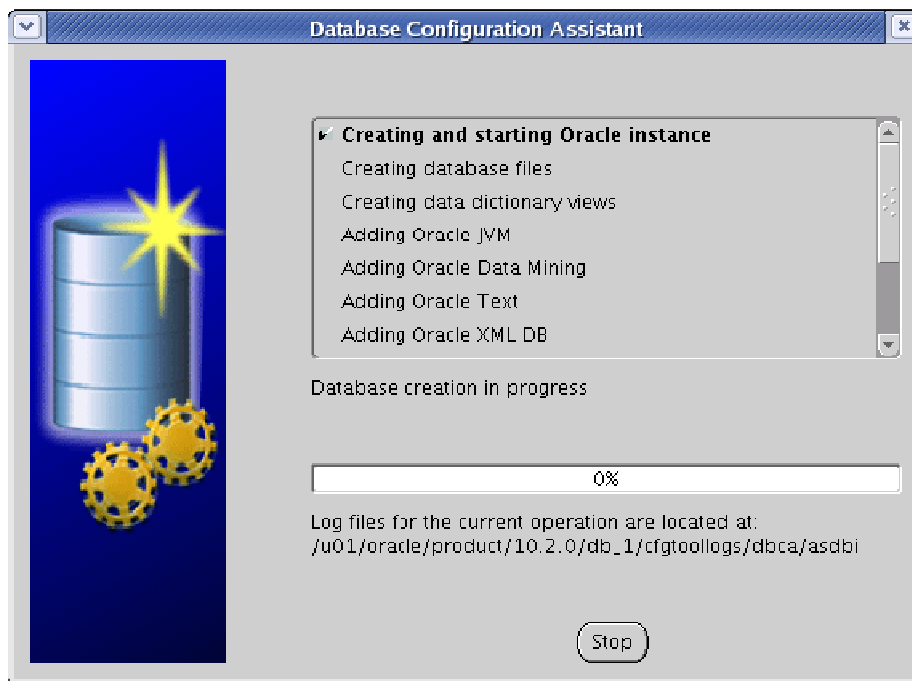 Database Configuration Assistant
Creating and starting Oracle instance
Creating database files
Creating data dictionary views
Adding Oracle JVM
Adding Oracle Data Mining
Adding Oracle Text
Adding Oracle XML DB
Database creation in progress
0%
Log files for the current operation are located at:
/u01/oracle/product/10.2.0/db_1/cfgtoollogs/dbca/asdbi
Stop